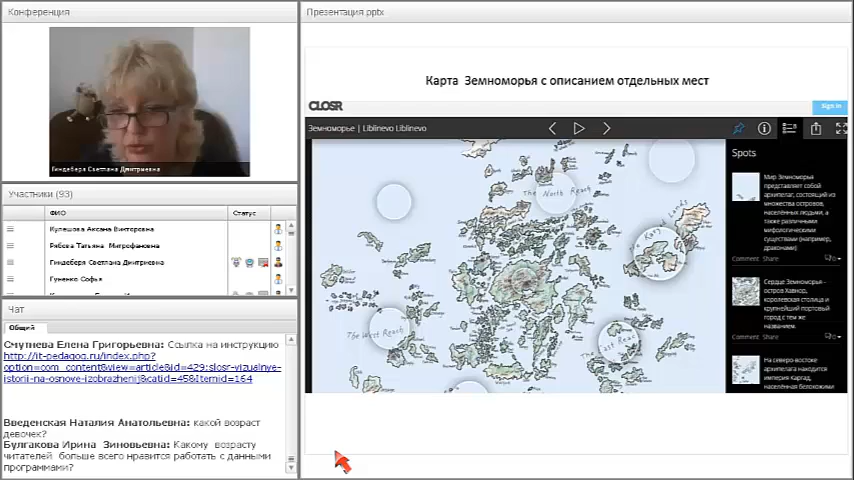 Конференция
Гиндеберя Светлана Дмитриевна
Участники (93)
ФИО
Статус
Кулешова Аксана Викторовна
Рябова Татьяна Митрофановна
Гиндеберя Светлана Дмитриевна
Гуненко Софья
Чат
Общий
Смутнева Елена Григорьевна: Ссылка на инструкцию
http://it-pedagog.ru/index.php?
option=com_content&view=article&id=429:slosr-vizualnye-
istorii-na-osnove-izobrazhenij&catid=45&Itemid=164
Введенская Наталия Анатольевна: какой возраст
девочек?
Булгакова Ирина Зиновьевна: Какому возрасту
читателей больше всего нравится работать с данными
программами?
Презентация pptx
Карта Земноморья с описанием отдельных мест
CLOSR
Sign in
Земноморье | Liblinevo Liblinevo
The North Reach
The West Reach
The East Reach
Spots
Мир Земноморья
представляет собой
архипелаг, состоящий из
множества островов,
населённых людьми, а
также различными
мифологическими
существами (например,
драконами)
Comment Share
Сердце Земноморья -
остров Хавнор,
королевская столица и
крупнейший портовый
город с тем же
названием.
Comment Share
На северо-востоке
архипелага находится
империя Каргад,
населённая белокожими